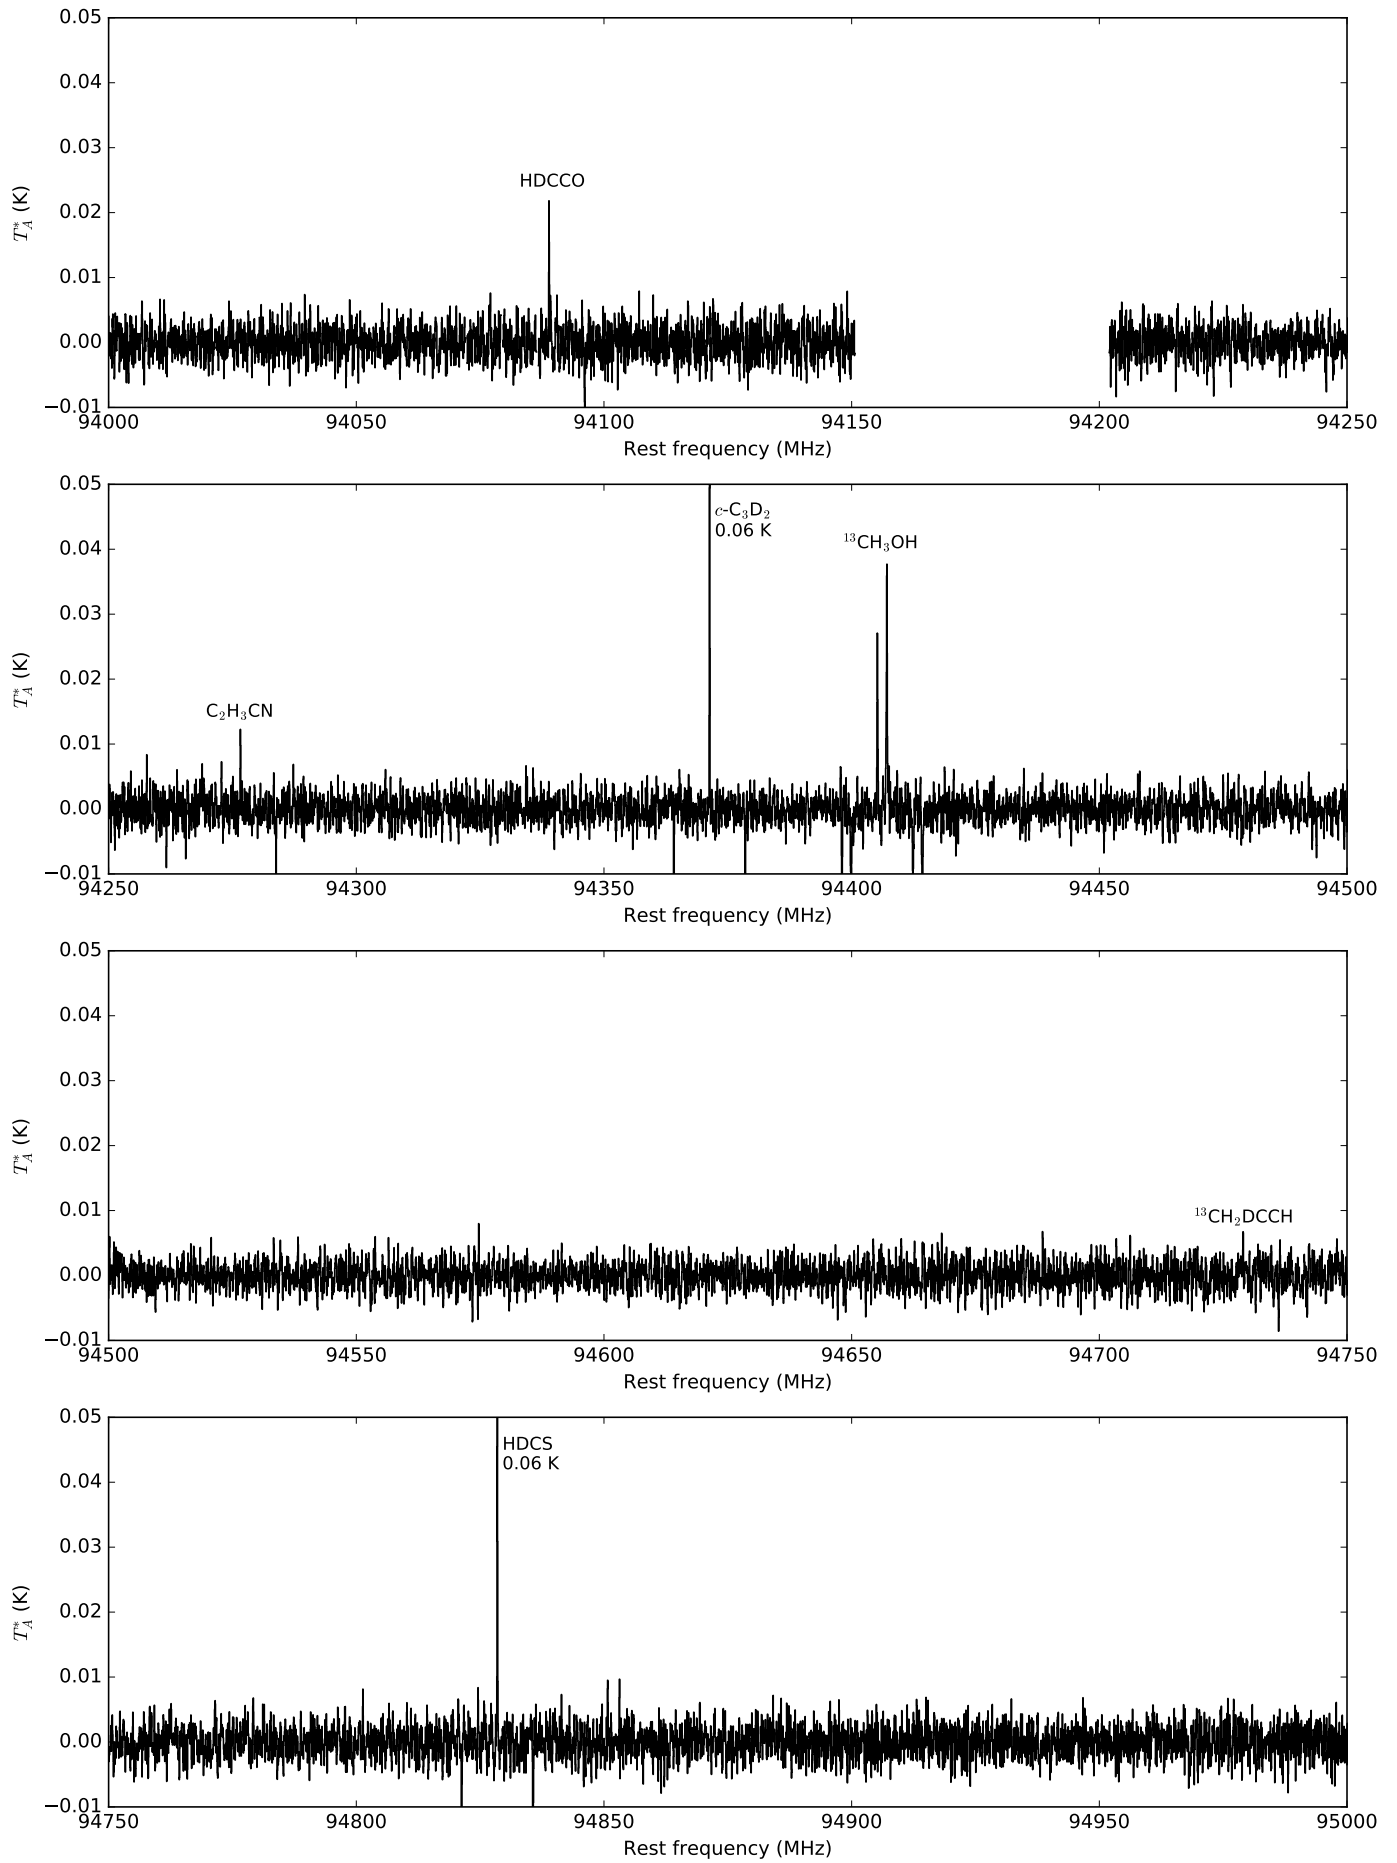 0.05
0.04
0.03
0.02
0.01
0.00
−0.01
T*A (K)
HDCCO
94000 94050 94100 94150 94200 94250
Rest frequency (MHz)
0.05
0.04
0.03
0.02
0.01
0.00
−0.01
T*A (K)
c-C₃D₂
0.06 K
¹³CH₃OH
C₂H₃CN
94250 94300 94350 94400 94450 94500
Rest frequency (MHz)
0.05
0.04
0.03
0.02
0.01
0.00
−0.01
T*A (K)
¹³CH₂DCCH
94500 94550 94600 94650 94700 94750
Rest frequency (MHz)
0.05
0.04
0.03
0.02
0.01
0.00
−0.01
T*A (K)
HDCS
0.06 K
94750 94800 94850 94900 94950 95000
Rest frequency (MHz)